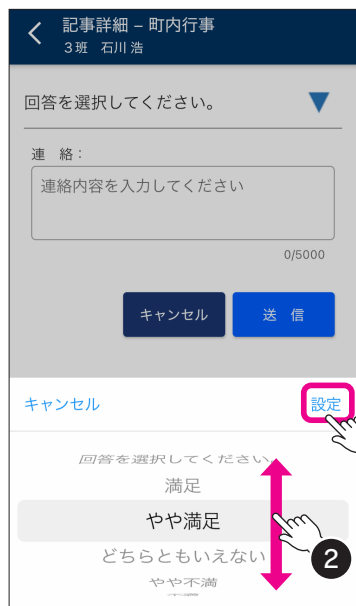 記事詳細 – 町内行事
3班 石川 浩
回答を選択してください。
連 絡：
連絡内容を入力してください
0/5000
キャンセル
送 信
キャンセル
設定
回答を選択してください。
満足
やや満足
どちらともいえない
やや不満
2